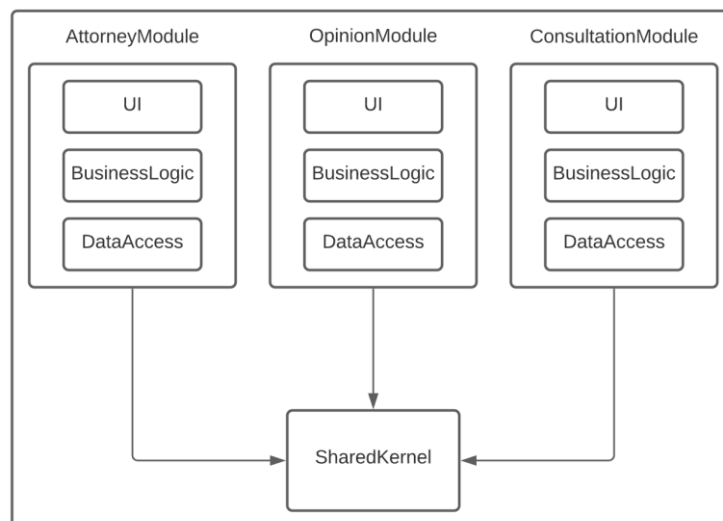 AttorneyModule
OpinionModule
ConsultationModule
UI
UI
UI
BusinessLogic
BusinessLogic
BusinessLogic
DataAccess
DataAccess
DataAccess
SharedKernel